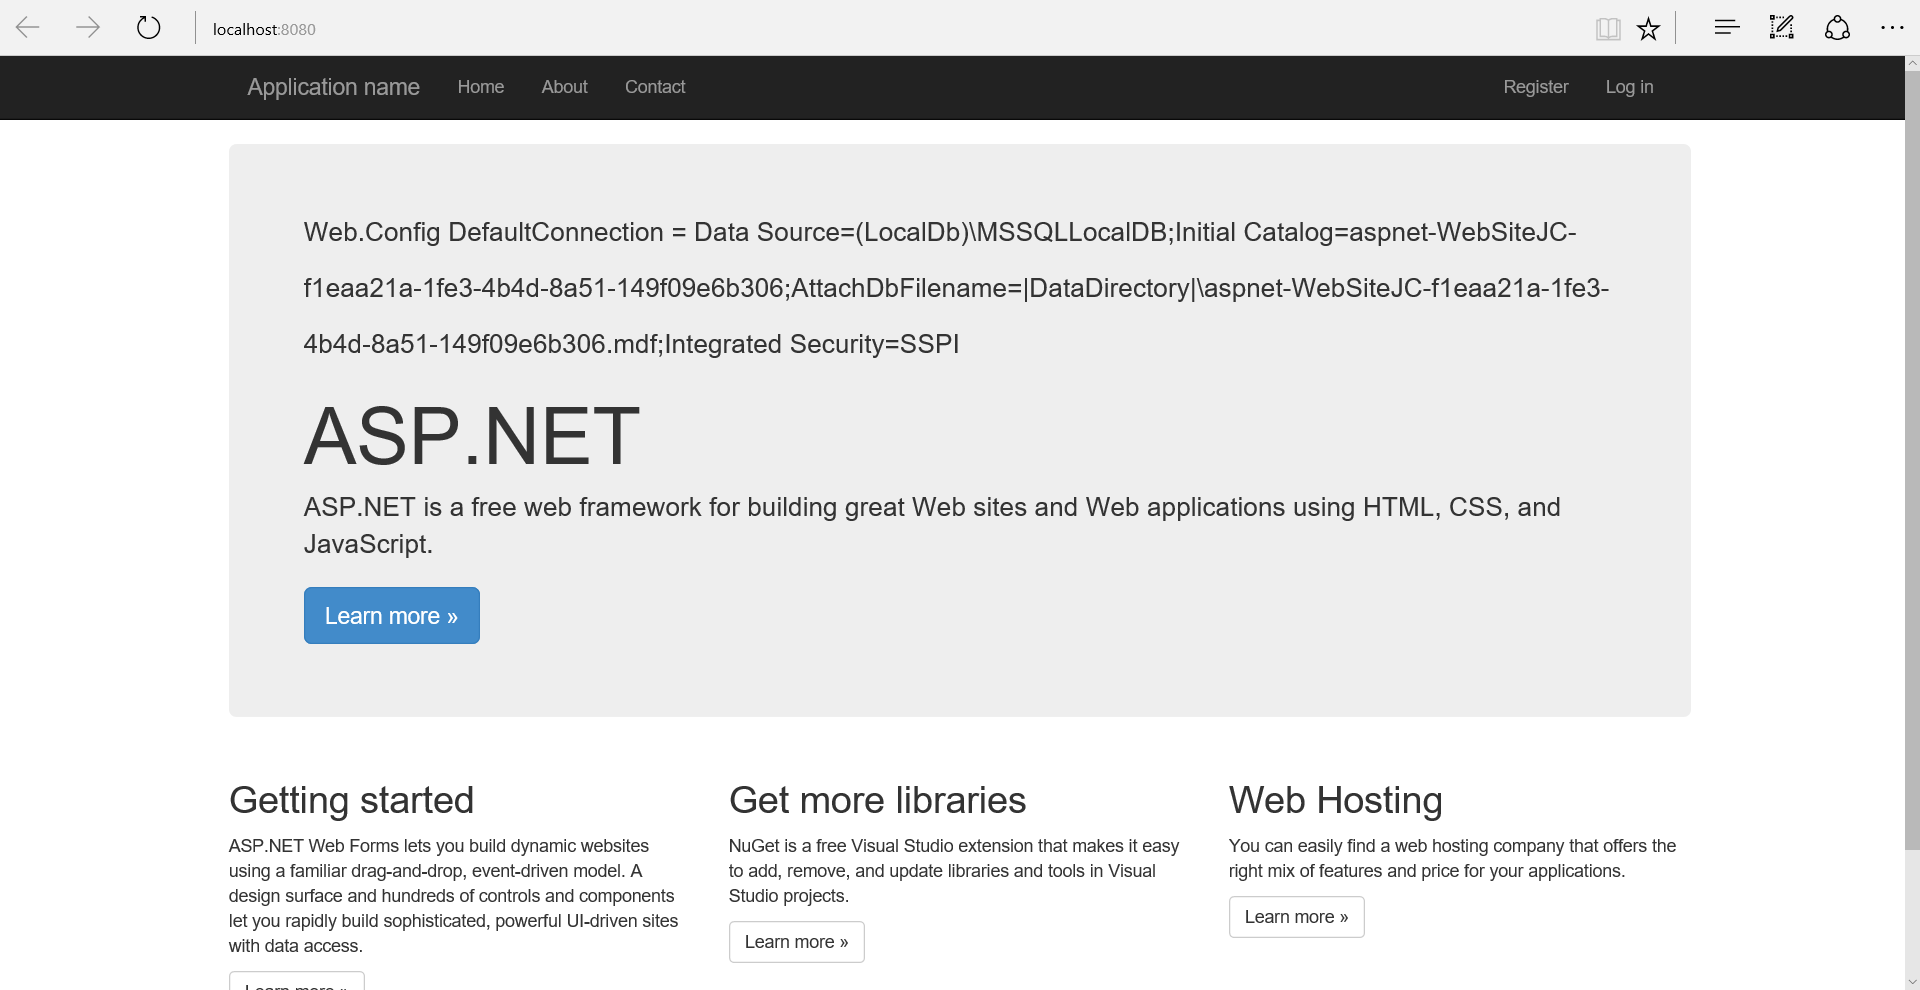 localhost:8080
Application name Home About Contact Register Log in
Web.Config DefaultConnection = Data Source=(LocalDb)\MSSQLLocalDB;Initial Catalog=aspnet-WebSiteJC-
f1eaa21a-1fe3-4b4d-8a51-149f09e6b306;AttachDbFilename=|DataDirectory|\aspnet-WebSiteJC-f1eaa21a-1fe3-
4b4d-8a51-149f09e6b306.mdf;Integrated Security=SSPI
ASP.NET
ASP.NET is a free web framework for building great Web sites and Web applications using HTML, CSS, and
JavaScript.
Learn more »
Getting started
ASP.NET Web Forms lets you build dynamic websites
using a familiar drag-and-drop, event-driven model. A
design surface and hundreds of controls and components
let you rapidly build sophisticated, powerful UI-driven sites
with data access.
Learn more »
Get more libraries
NuGet is a free Visual Studio extension that makes it easy
to add, remove, and update libraries and tools in Visual
Studio projects.
Learn more »
Web Hosting
You can easily find a web hosting company that offers the
right mix of features and price for your applications.
Learn more »